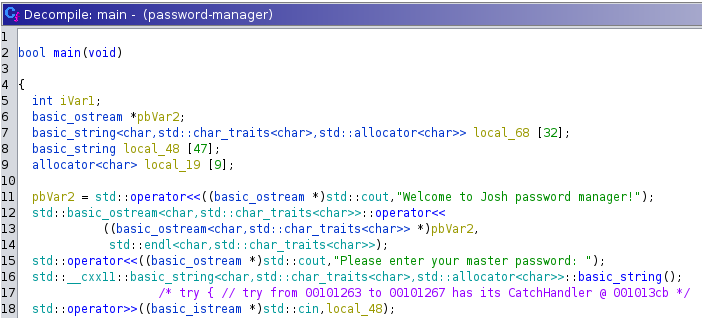 Decompile: main - (password-manager)
1
2 bool main(void)
3
4 {
5 int iVar1;
6 basic_ostream *pbVar2;
7 basic_string<char,std::char_traits<char>,std::allocator<char>> local_68 [32];
8 basic_string local_48 [47];
9 allocator<char> local_19 [9];
10
11 pbVar2 = std::operator<<((basic_ostream *)std::cout,"Welcome to Josh password manager!");
12 std::basic_ostream<char,std::char_traits<char>>::operator<<
13 ((basic_ostream<char,std::char_traits<char>> *)pbVar2,
14 std::endl<char,std::char_traits<char>>);
15 std::operator<<((basic_ostream *)std::cout,"Please enter your master password: ");
16 std::__cxx11::basic_string<char,std::char_traits<char>,std::allocator<char>>::basic_string();
17 /* try { // try from 00101263 to 00101267 has its CatchHandler @ 001013cb */
18 std::operator>>((basic_istream *)std::cin,local_48);